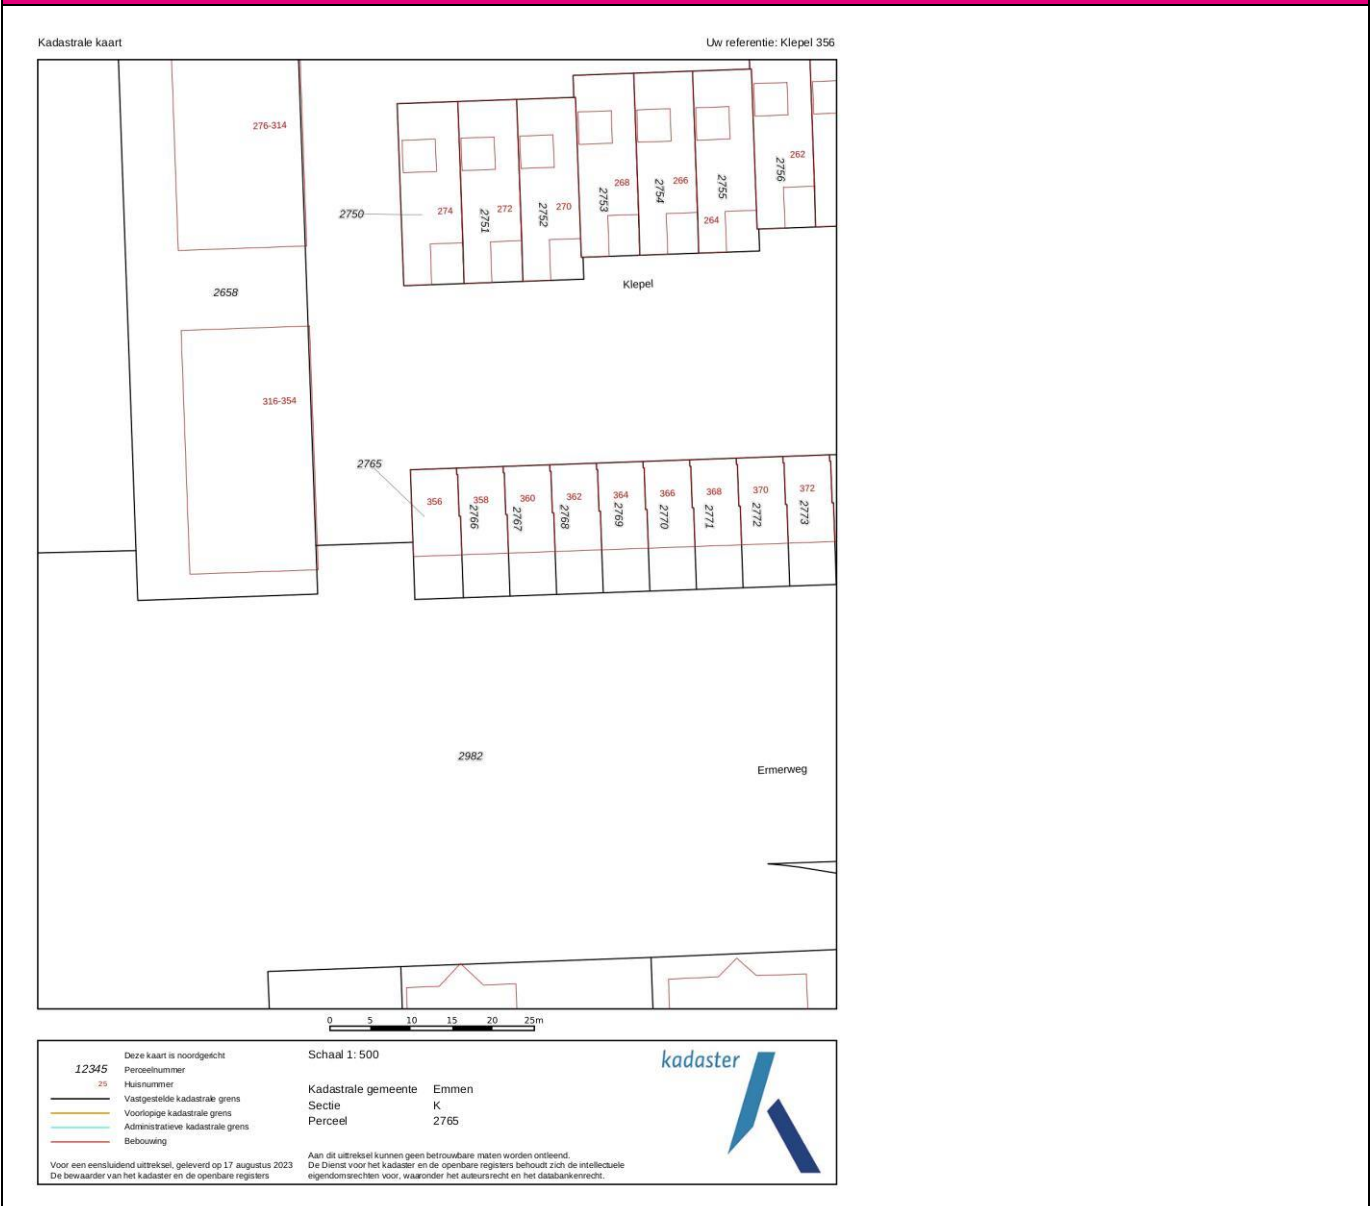 Kadastrale kaart
Uw referentie: Klepel 356
276-314
262
2756
268
266
2755
2753
2754
2750
274
272
270
264
2751
2752
Klepel
2658
316-354
2765
356
358
360
362
364
366
368
370
372
2766
2767
2768
2769
2770
2771
2772
2773
2982
Ermerweg
0 5 10 15 20 25m
Deze kaart is noordgericht
12345 Perceelnummer
25 Huisnummer
Vastgestelde kadastrale grens
Voorlopige kadastrale grens
Administratieve kadastrale grens
Bebouwing
Voor een eensluidend uittreksel, geleverd op 17 augustus 2023
De bewaarder van het kadaster en de openbare registers
Schaal 1: 500
Kadastrale gemeente Emmen
Sectie K
Perceel 2765
Aan dit uittreksel kunnen geen betrouwbare maten worden ontleend.
De Dienst voor het kadaster en de openbare registers behoudt zich de intellectuele
eigendomsrechten voor, waaronder het auteursrecht en het databankenrecht.
kadaster